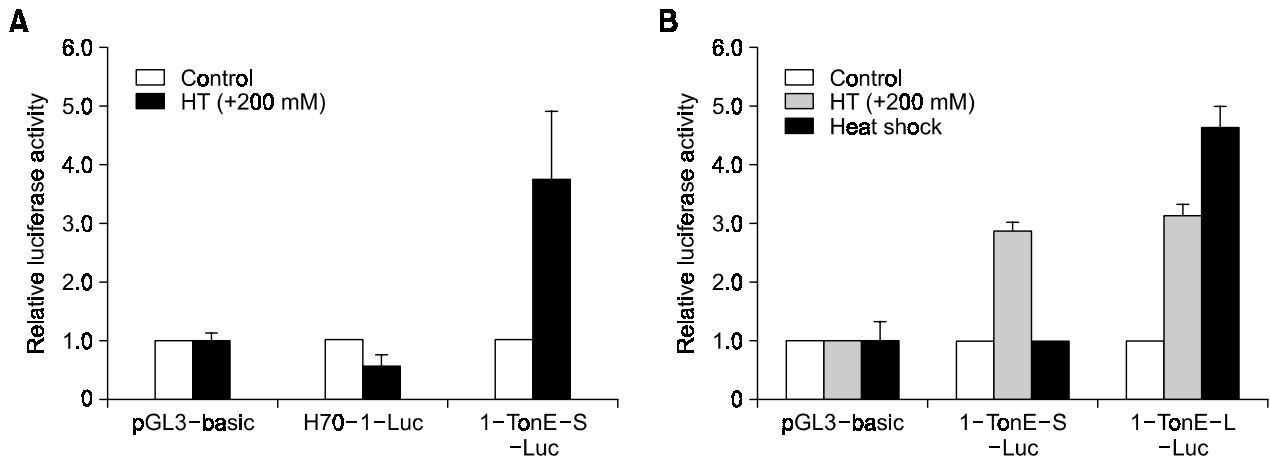 A
Relative luciferase activity
6.0
5.0
4.0
3.0
2.0
1.0
0
Control
HT (+200 mM)
pGL3−basic
H70−1−Luc
1−TonE−S
−Luc
B
Relative luciferase activity
6.0
5.0
4.0
3.0
2.0
1.0
0
Control
HT (+200 mM)
Heat shock
pGL3−basic
1−TonE−S
−Luc
1−TonE−L
−Luc